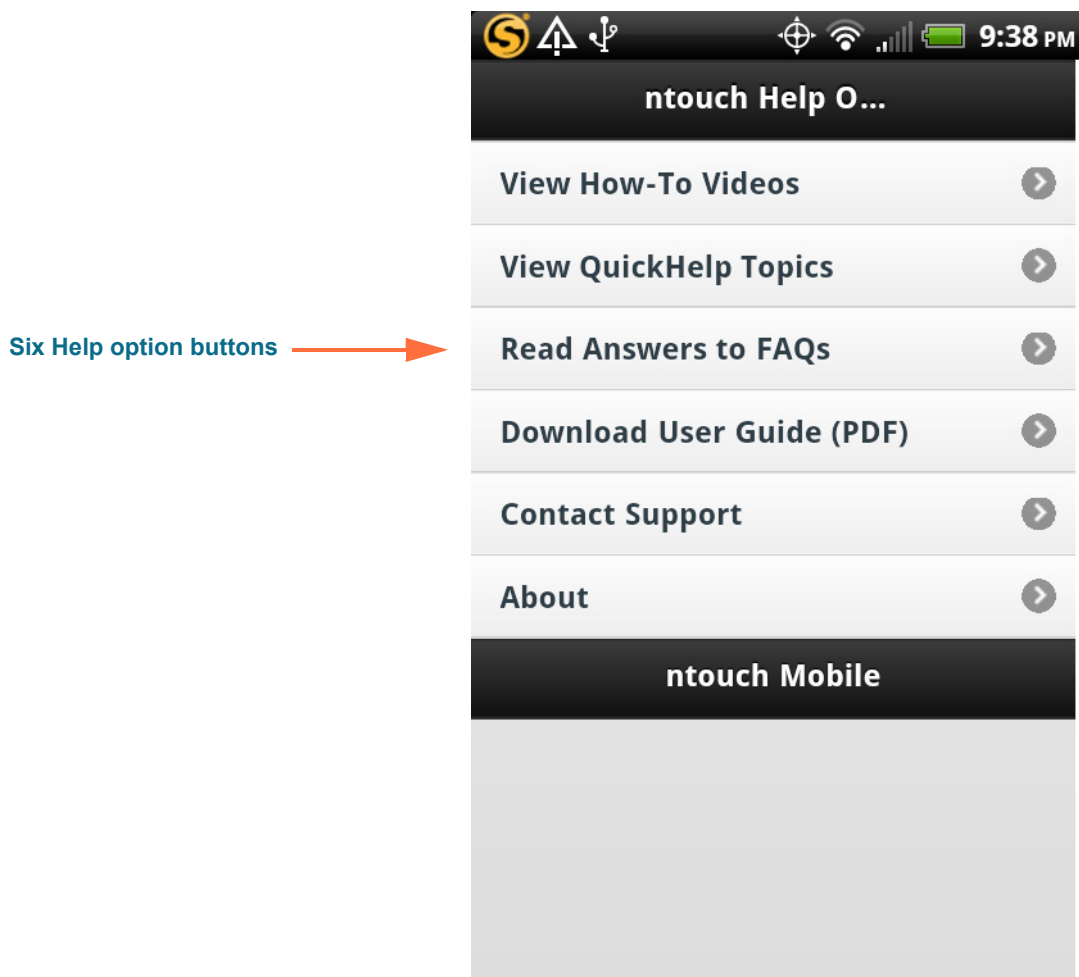 9:38 PM
ntouch Help O...
View How-To Videos
View QuickHelp Topics
Six Help option buttons
Read Answers to FAQs
Download User Guide (PDF)
Contact Support
About
ntouch Mobile